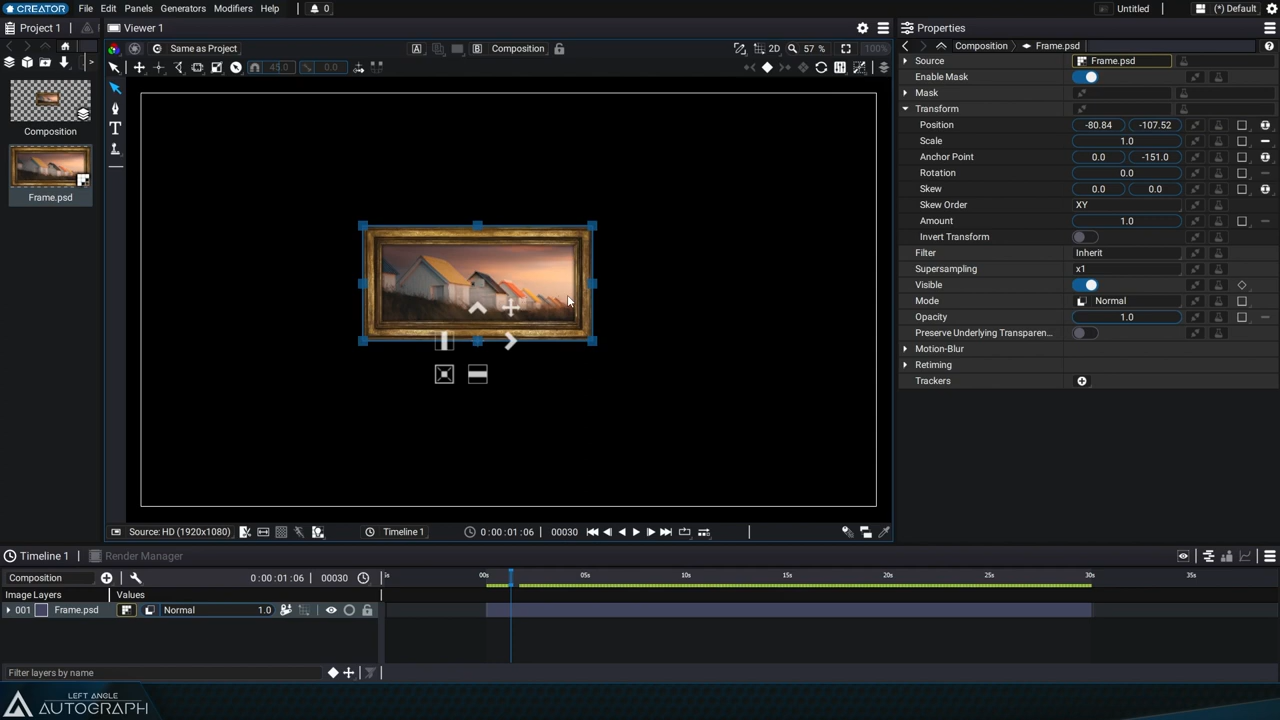 CREATOR File Edit Panels Generators Modifiers Help 0 Untitled (*) Default
Project 1 Viewer 1 Properties
Same as Project A B Composition 2D 57 % 100%
Composition Frame.psd
45.0 0.0
Source Frame.psd
Enable Mask
Mask
Transform
Position -80.84 -107.52
Scale 1.0
Anchor Point 0.0 -151.0
Rotation 0.0
Skew 0.0 0.0
Skew Order XY
Amount 1.0
Invert Transform
Filter Inherit
Supersampling x1
Visible
Mode Normal
Opacity 1.0
Preserve Underlying Transparen...
Motion-Blur
Retiming
Trackers
Composition
Frame.psd
T
Source: HD (1920x1080) Timeline 1 0:00:01:06 00030
Timeline 1 Render Manager
Composition 0:00:01:06 00030
is 00s 05s 10s 15s 20s 25s 30s 35s
Image Layers Values
001 Frame.psd Normal 1.0
Filter layers by name
LEFT ANGLE
AUTOGRAPH